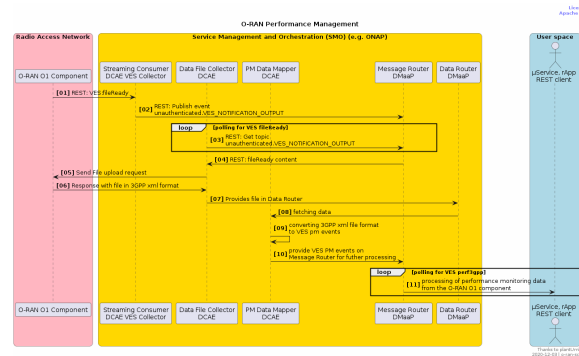 Lice
Apache
O-RAN Performance Management
Radio Access Network
Service Management and Orchestration (SMO) (e.g. ONAP)
User space
O-RAN O1 Component
Streaming Consumer
DCAE VES Collector
Data File Collector
DCAE
PM Data Mapper
DCAE
Message Router
DMaaP
Data Router
DMaaP
µService, rApp
REST client
[01] REST: VES fileReady
[02] REST: Publish event
unauthenticated.VES_NOTIFICATION_OUTPUT
loop [polling for VES fileReady]
[03] REST: Get topic
unauthenticated.VES_NOTIFICATION_OUTPUT
[04] REST: fileReady content
[05] Send File upload request
[06] Response with file in 3GPP xml format
[07] Provides file in Data Router
[08] fetching data
[09] converting 3GPP xml file format
to VES pm events
[10] provide VES PM events on
Message Router for futher processing
loop [polling for VES perf3gpp]
[11] processing of performance monitoring data
from the O-RAN O1 component
O-RAN O1 Component
Streaming Consumer
DCAE VES Collector
Data File Collector
DCAE
PM Data Mapper
DCAE
Message Router
DMaaP
Data Router
DMaaP
µService, rApp
REST client
Thanks to plantUML